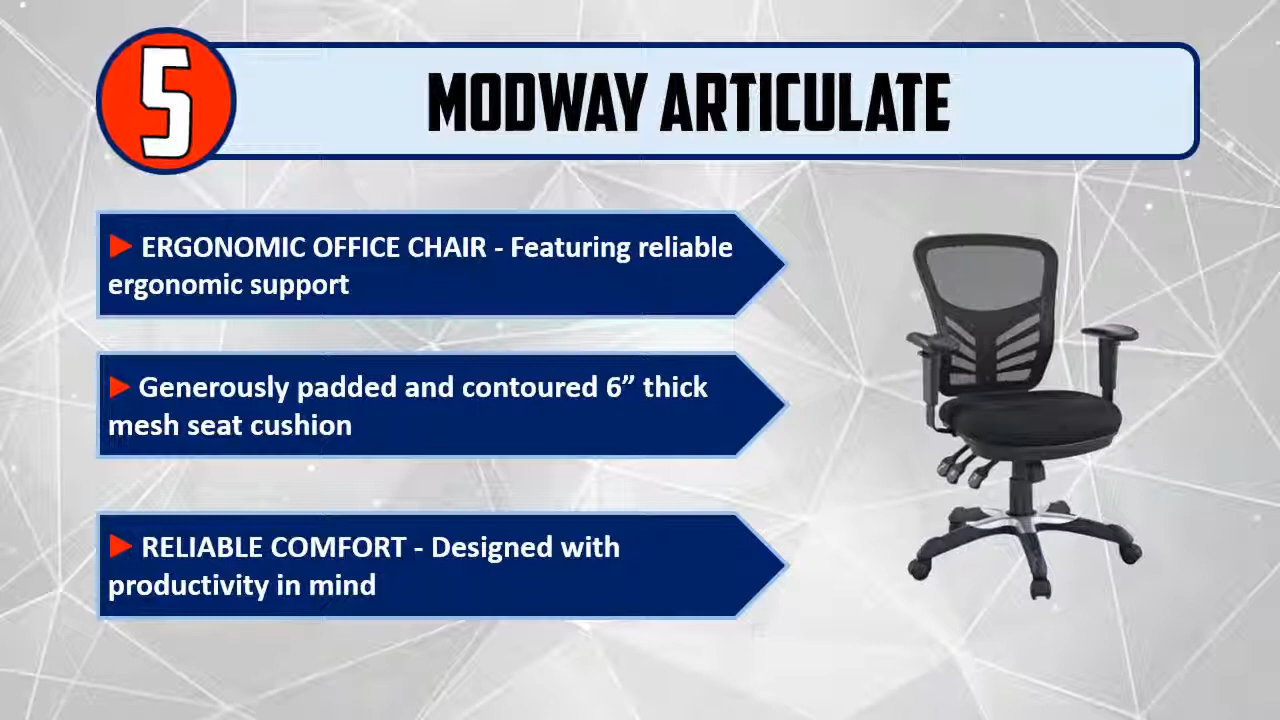 5
MODWAY ARTICULATE
► ERGONOMIC OFFICE CHAIR - Featuring reliable
ergonomic support
► Generously padded and contoured 6” thick
mesh seat cushion
► RELIABLE COMFORT - Designed with
productivity in mind